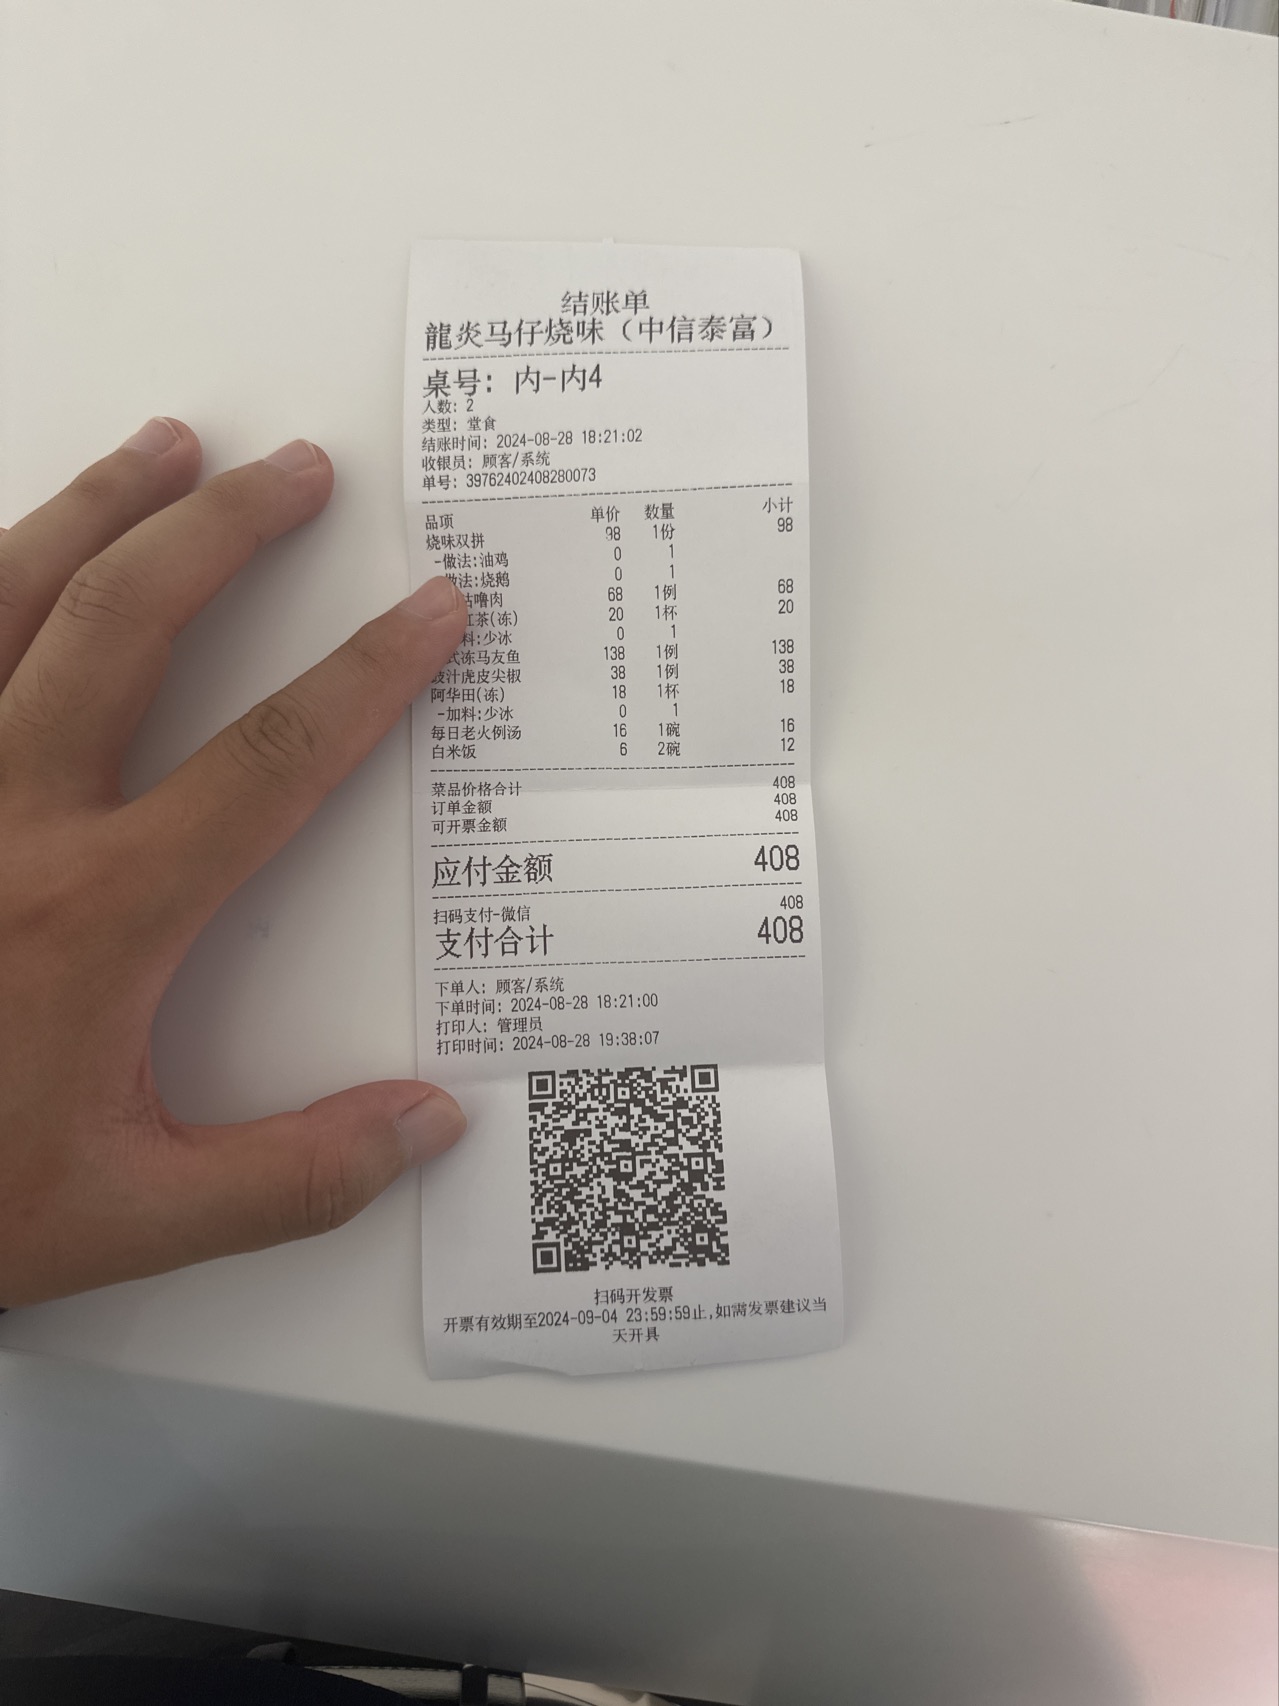 结账单
龍炎马仔烧味（中信泰富）
桌号: 内-内4
人数: 2
类型: 堂食
结账时间: 2024-08-28 18:21:02
收银员: 顾客/系统
单号: 39762402408280073
品项 单价 数量 小计
烧味双拼 98 1份 98
-做法:油鸡 0 1
做法:烧鹅 0 1
咕噜肉 68 1例 68
红茶(冻) 20 1杯 20
料:少冰 0 1
式冻马友鱼 138 1例 138
豉汁虎皮尖椒 38 1例 38
阿华田(冻) 18 1杯 18
-加料:少冰 0 1
每日老火例汤 16 1碗 16
白米饭 6 2碗 12
菜品价格合计 408
订单金额 408
可开票金额 408
应付金额 408
扫码支付-微信 408
支付合计 408
下单人: 顾客/系统
下单时间: 2024-08-28 18:21:00
打印人: 管理员
打印时间: 2024-08-28 19:38:07
扫码开发票
开票有效期至2024-09-04 23:59:59止,如需发票建议当
天开具